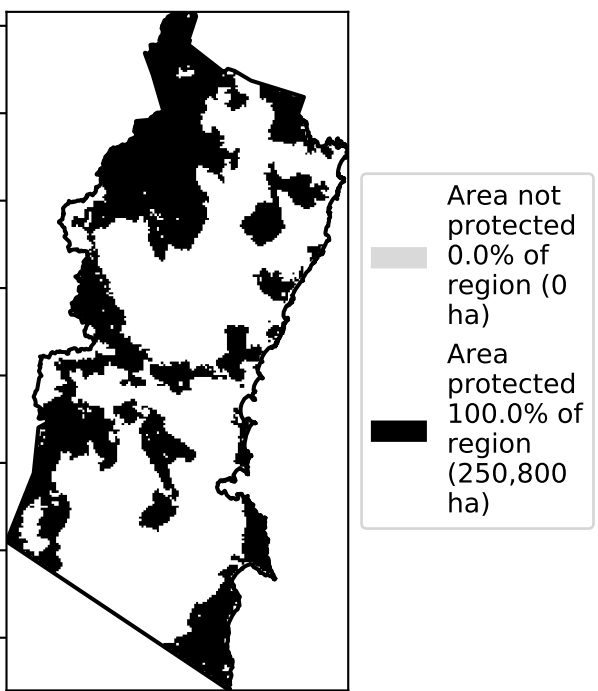 Area not
protected
0.0% of
region (0
ha)
Area
protected
100.0% of
region
(250,800
ha)